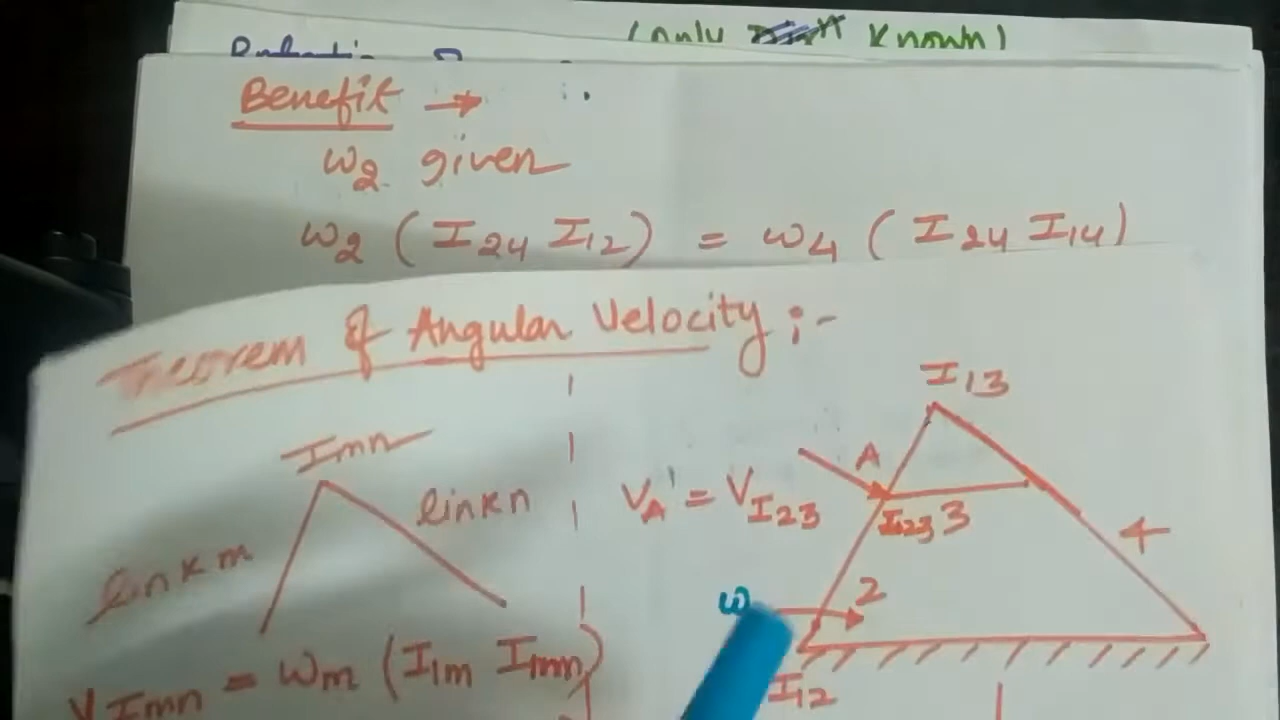 (only known)
Benefit →
ω2 given
ω2 (I24 I12) = ω4 (I24 I14)
Theorem of Angular Velocity :-
Imn
link m
link n
VImn = ωm (I1m Imn)
I13
A
VA' = VI23
I23 3
4
ω
2
I12